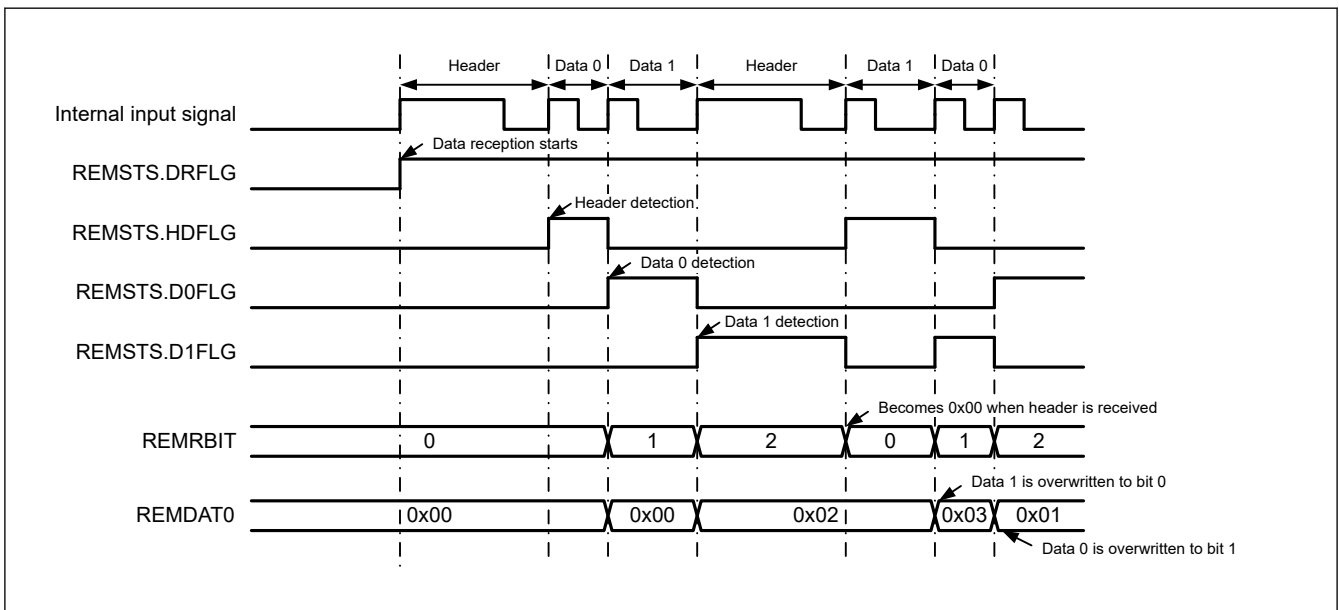 Header Data 0 Data 1 Header Data 1 Data 0
Internal input signal
Data reception starts
REMSTS.DRFLG
Header detection
REMSTS.HDFLG
Data 0 detection
REMSTS.D0FLG
Data 1 detection
REMSTS.D1FLG
Becomes 0x00 when header is received
REMRBIT 0 1 2 0 1 2
Data 1 is overwritten to bit 0
REMDAT0 0x00 0x00 0x02 0x03 0x01
Data 0 is overwritten to bit 1